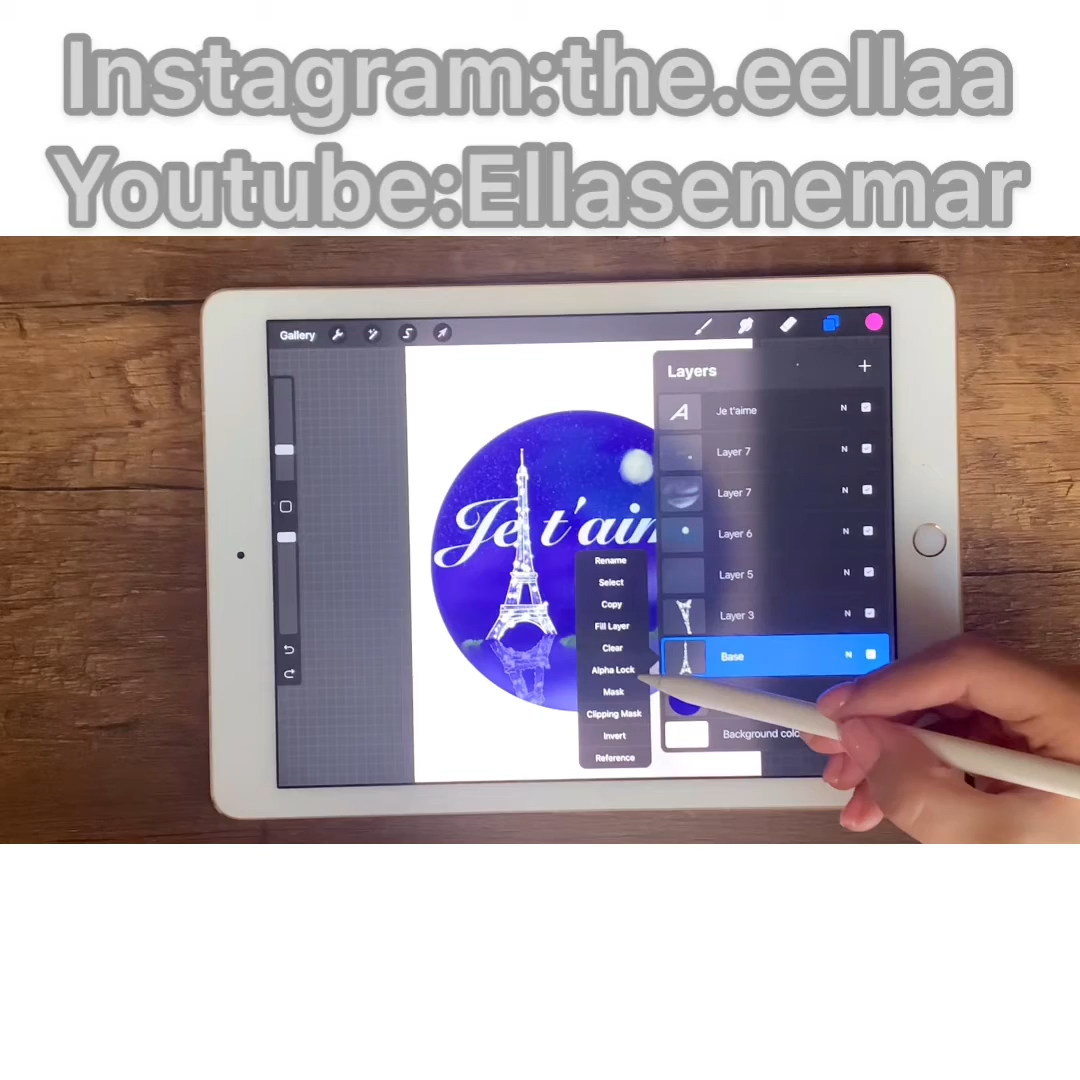 Instagram:the.eellaa
Youtube:Ellasenemar
Gallery
Layers
Je t'aime
N
Layer 7
N
Layer 7
N
Layer 6
N
Layer 5
N
Layer 3
N
Base
N
Background
Je t'aim
Rename
Select
Copy
Fill Layer
Clear
Alpha Lock
Mask
Clipping Mask
Invert
Reference